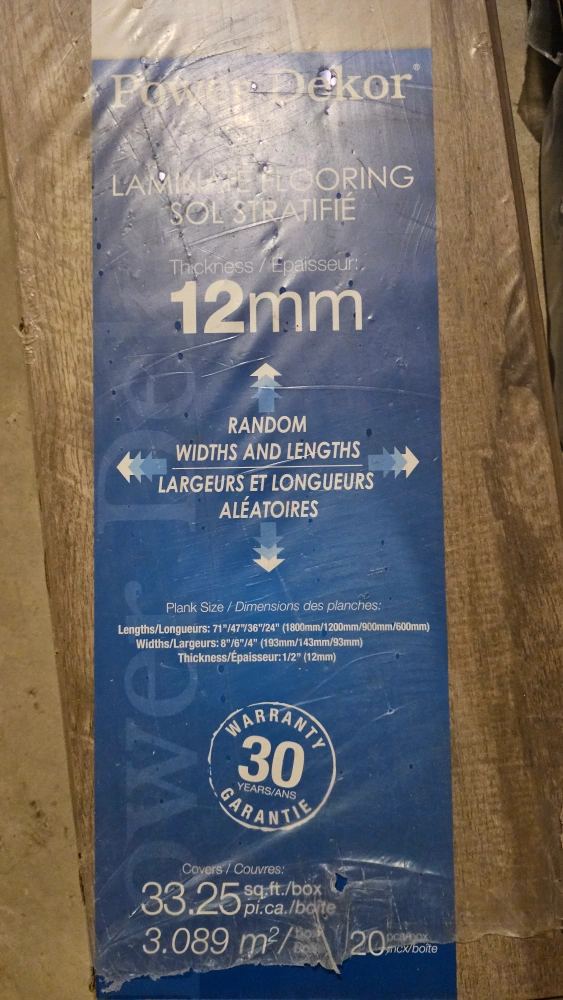 Power Dekor®
LAMINATE FLOORING
SOL STRATIFIÉ
Thickness / Épaisseur:
12mm
RANDOM
WIDTHS AND LENGTHS
LARGEURS ET LONGUEURS
ALÉATOIRES
Plank Size / Dimensions des planches:
Lengths/Longueurs: 71"/47"/36"/24" (1800mm/1200mm/900mm/600mm)
Widths/Largeurs: 8"/6"/4" (193mm/143mm/93mm)
Thickness/Épaisseur: 1/2" (12mm)
WARRANTY
30
YEARS/ANS
GARANTIE
Covers / Couvres:
33.25 sq.ft./box
pi.ca./boîte
3.089 m²/
20
Power De